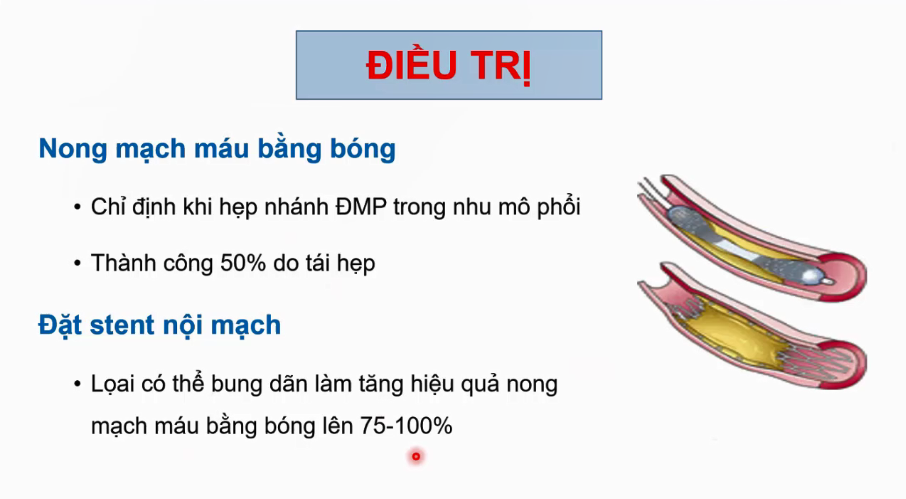 ĐIỀU TRỊ
Nong mạch máu bằng bóng
• Chỉ định khi hẹp nhánh ĐMP trong nhu mô phổi
• Thành công 50% do tái hẹp
Đặt stent nội mạch
• Lọai có thể bung dãn làm tăng hiệu quả nong
mạch máu bằng bóng lên 75-100%